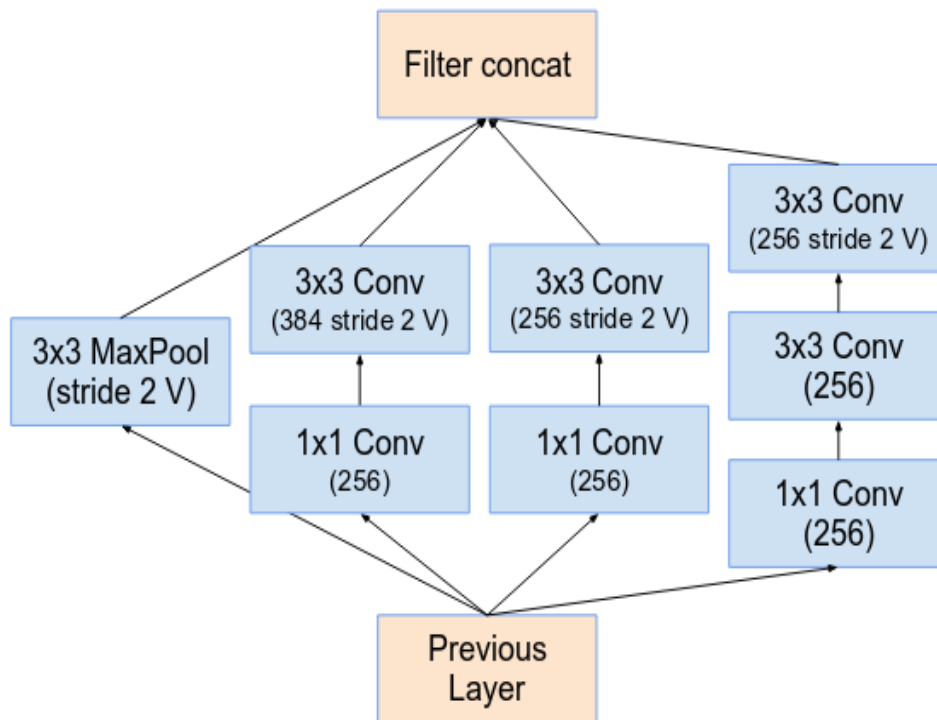 Filter concat
3x3 Conv
(256 stride 2 V)
3x3 Conv
(384 stride 2 V)
3x3 Conv
(256 stride 2 V)
3x3 MaxPool
(stride 2 V)
3x3 Conv
(256)
1x1 Conv
(256)
1x1 Conv
(256)
1x1 Conv
(256)
Previous
Layer